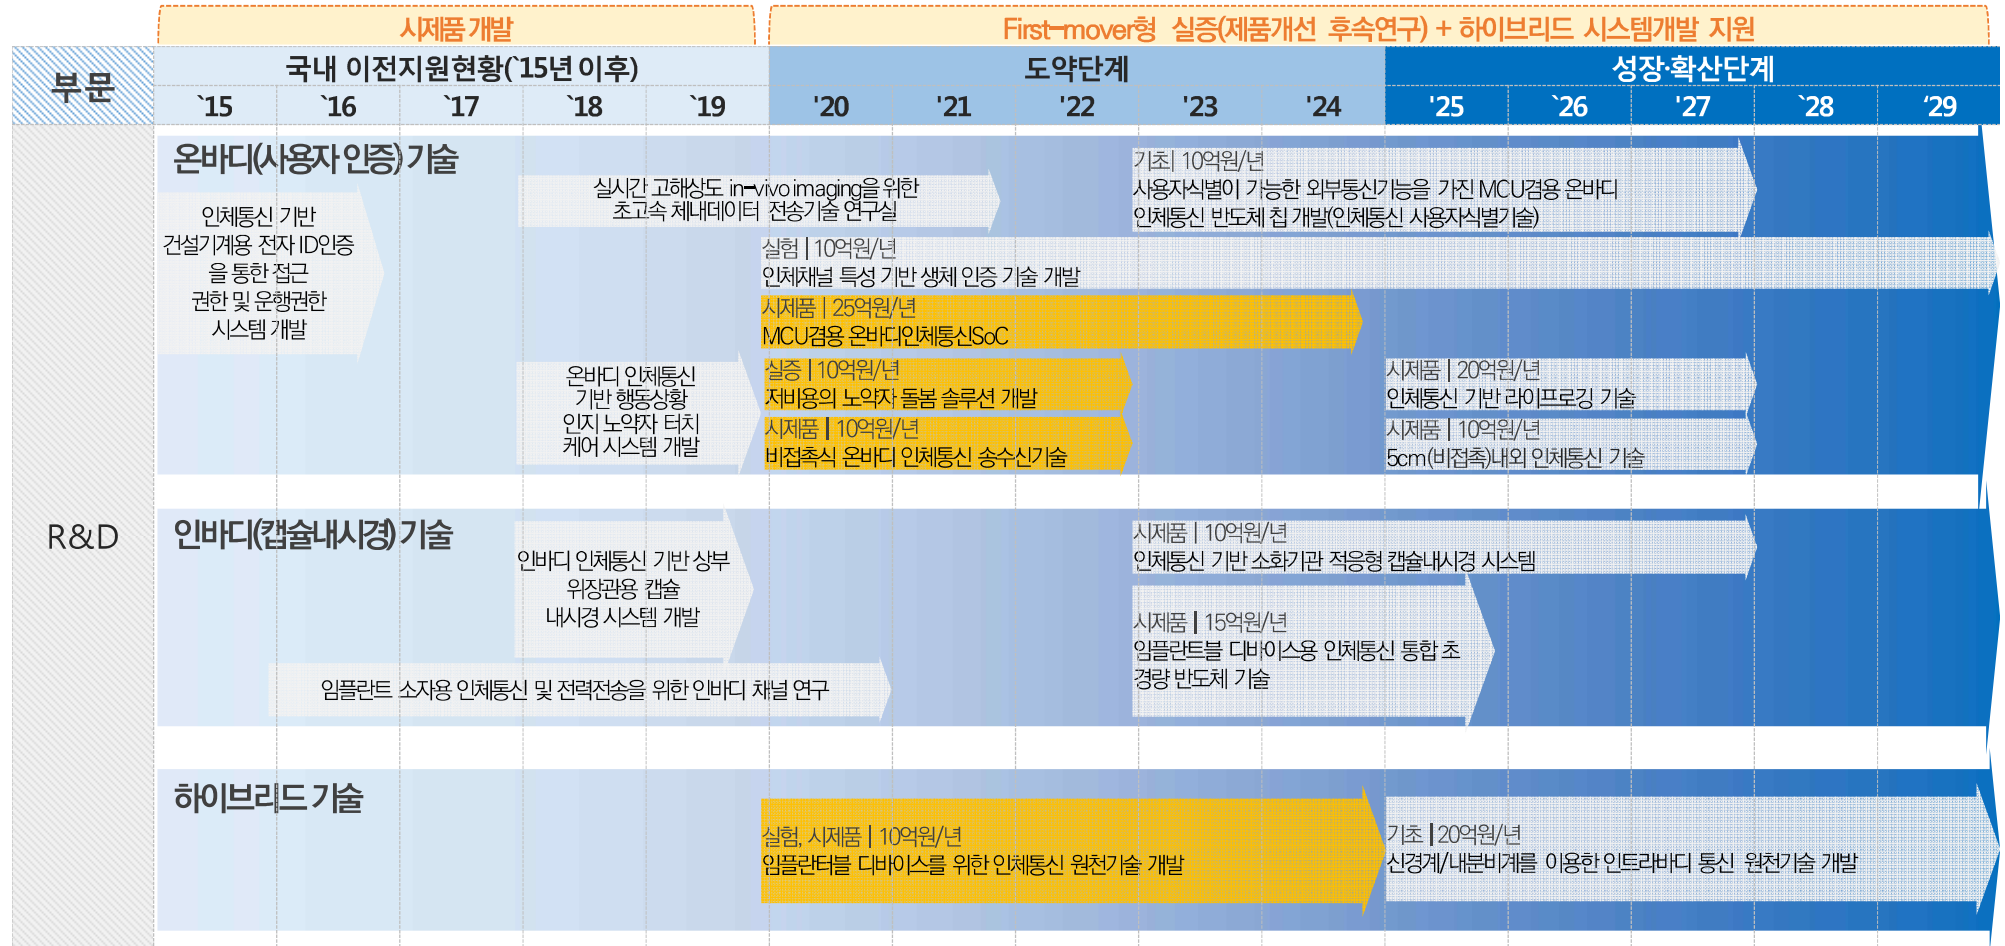 시제품 개발
First-mover형 실증(제품개선 후속연구) + 하이브리드 시스템개발 지원
부문
국내 이전지원현황(`15년 이후)
도약단계
성장·확산단계
`15 `16 `17 `18 `19 '20 '21 '22 '23 '24 '25 `26 '27 `28 ‘29
R&D
온바디(사용자 인증) 기술
인체통신 기반
건설기계용 전자 ID인증
을 통한 접근
권한 및 운행권한
시스템 개발
실시간 고해상도 in-vivo imaging을 위한
초고속 체내데이터 전송기술 연구실
기초| 10억원/년
사용자식별이 가능한 외부통신기능을 가진 MCU겸용 온바디
인체통신 반도체 칩 개발(인체통신 사용자식별기술)
실험 | 10억원/년
인체채널 특성 기반 생체 인증 기술 개발
시제품 | 25억원/년
MCU겸용 온바디인체통신SoC
온바디 인체통신
기반 행동상황
인지 노약자 터치
케어 시스템 개발
실증 | 10억원/년
저비용의 노약자 돌봄 솔루션 개발
시제품 | 10억원/년
비접촉식 온바디 인체통신 송수신기술
시제품 | 20억원/년
인체통신 기반 라이프로깅 기술
시제품 | 10억원/년
5cm(비접촉)내외 인체통신 기술
인바디(캡슐내시경) 기술
인바디 인체통신 기반 상부
위장관용 캡슐
내시경 시스템 개발
임플란트 소자용 인체통신 및 전력전송을 위한 인바디 채널 연구
시제품 | 10억원/년
인체통신 기반 소화기관 적응형 캡슐내시경 시스템
시제품 | 15억원/년
임플란트블 디바이스용 인체통신 통합 초
경량 반도체 기술
하이브리드 기술
실험, 시제품 | 10억원/년
임플란터블 디바이스를 위한 인체통신 원천기술 개발
기초 | 20억원/년
신경계/내분비계를 이용한 인트라바디 통신 원천기술 개발